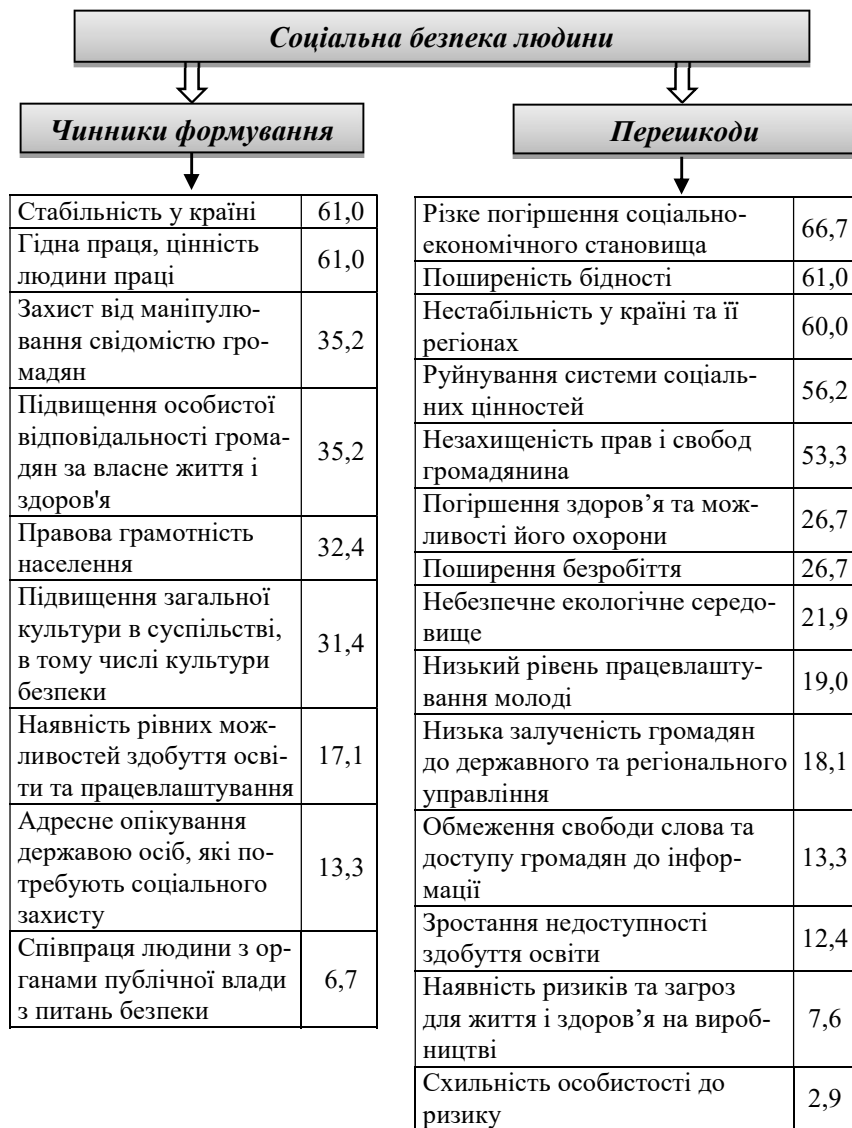 Соціальна безпека людини
Чинники формування
Стабільність у країні 61,0
Гідна праця, цінність
людини праці 61,0
Захист від маніпулю-
вання свідомістю гро-
мадян 35,2
Підвищення особистої
відповідальності грома-
дян за власне життя і
здоров'я 35,2
Правова грамотність
населення 32,4
Підвищення загальної
культури в суспільстві,
в тому числі культури
безпеки 31,4
Наявність рівних мож-
ливостей здобуття осві-
ти та працевлаштування 17,1
Адресне опікування
державою осіб, які по-
требують соціального
захисту 13,3
Співпраця людини з ор-
ганами публічної влади
з питань безпеки 6,7
Перешкоди
Різке погіршення соціально-
економічного становища 66,7
Поширеність бідності 61,0
Нестабільність у країні та її
регіонах 60,0
Руйнування системи соціаль-
них цінностей 56,2
Незахищеність прав і свобод
громадянина 53,3
Погіршення здоров’я та мож-
ливості його охорони 26,7
Поширення безробіття 26,7
Небезпечне екологічне середо-
вище 21,9
Низький рівень працевлашту-
вання молоді 19,0
Низька залученість громадян
до державного та регіонального
управління 18,1
Обмеження свободи слова та
доступу громадян до інфор-
мації 13,3
Зростання недоступності
здобуття освіти 12,4
Наявність ризиків та загроз
для життя і здоров’я на вироб-
ництві 7,6
Схильність особистості до
ризику 2,9